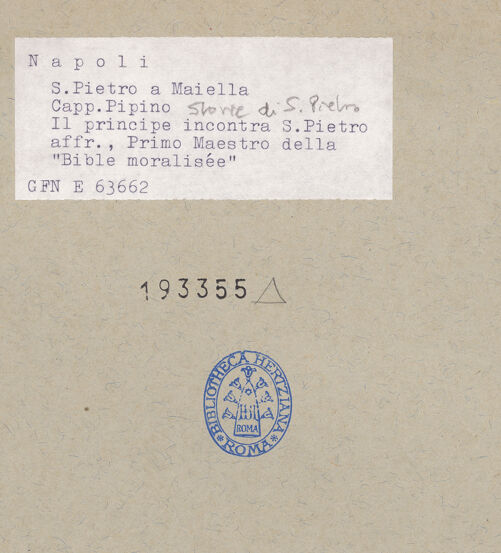 Napoli
S.Pietro a Maiella
Capp.Pipino storie di S. Pietro
Il principe incontra S.Pietro
affr., Primo Maestro della
"Bible moralisée"
GFN E 63662
193355
BIBLIOTHECA HERTZIANA
ROMA
ROMA